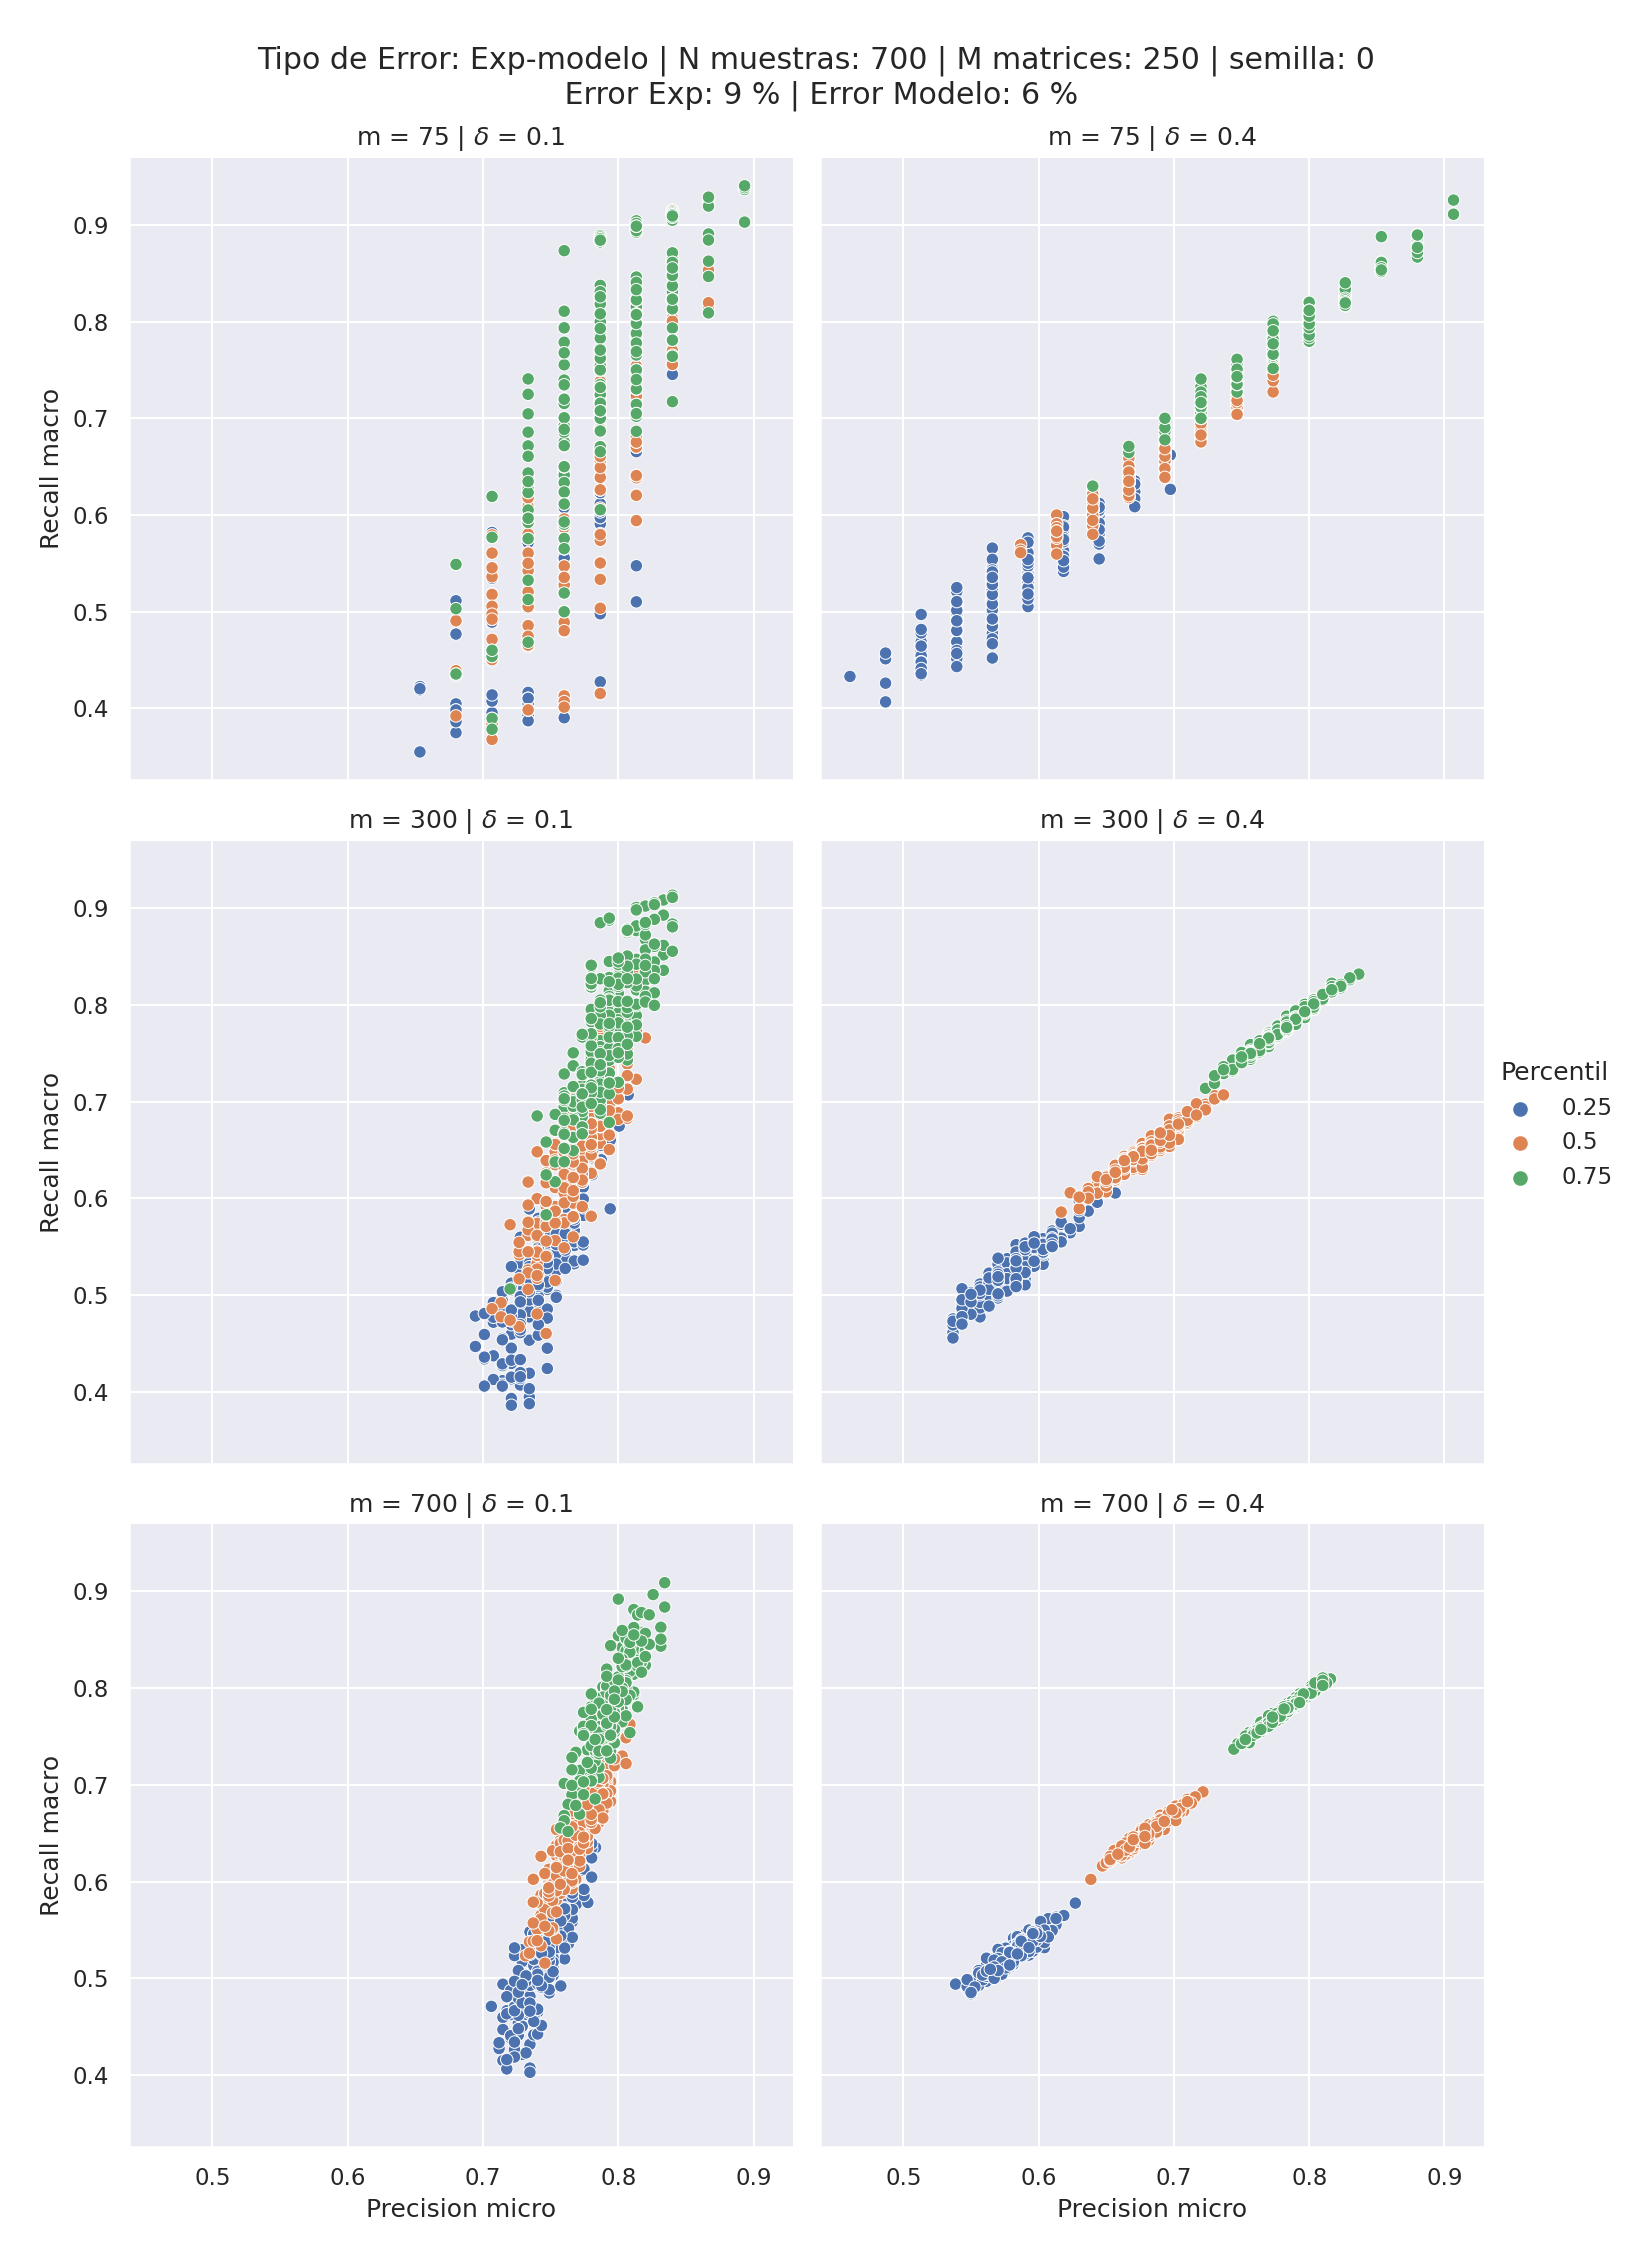 Tipo de Error: Exp-modelo | N muestras: 700 | M matrices: 250 | semilla: 0
Error Exp: 9 % | Error Modelo: 6 %
m = 75 | δ = 0.1
m = 75 | δ = 0.4
0.9
0.8
0.7
0.6
0.5
0.4
Recall macro
m = 300 | δ = 0.1
m = 300 | δ = 0.4
0.9
0.8
0.7
0.6
0.5
0.4
Recall macro
Percentil
0.25
0.5
0.75
m = 700 | δ = 0.1
m = 700 | δ = 0.4
0.9
0.8
0.7
0.6
0.5
0.4
Recall macro
0.5 0.6 0.7 0.8 0.9
0.5 0.6 0.7 0.8 0.9
Precision micro
Precision micro